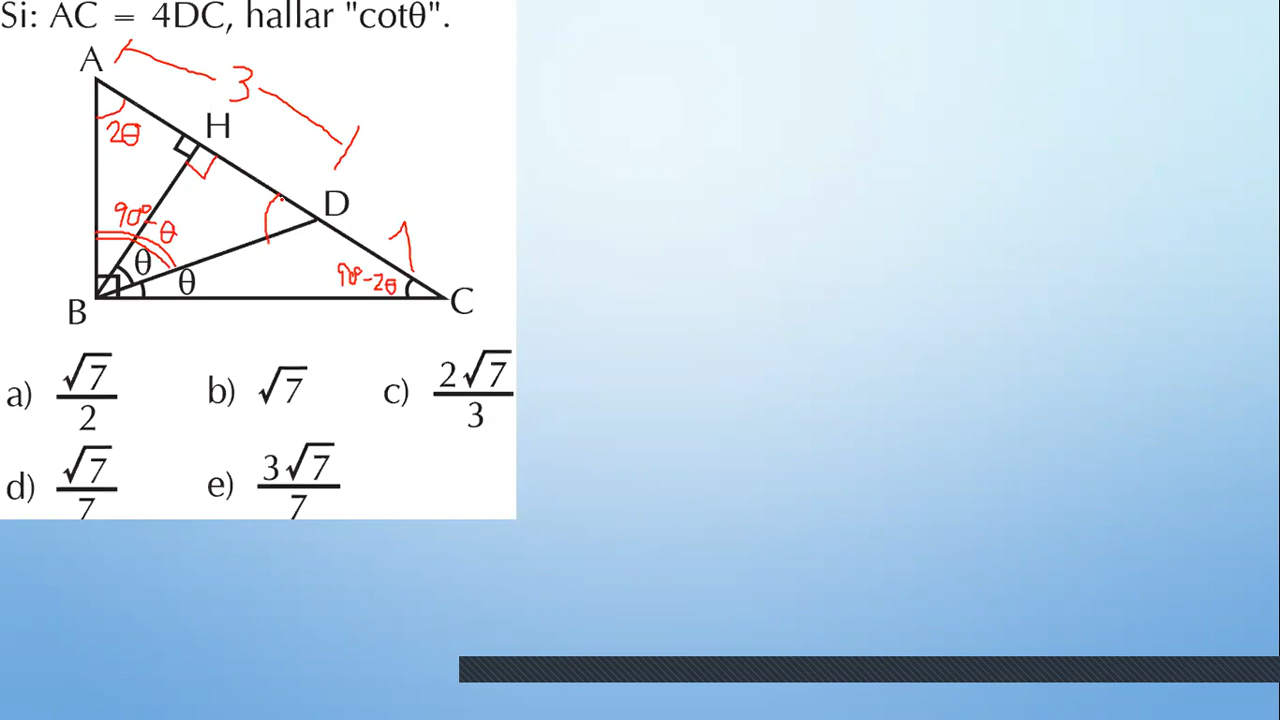 Si: AC = 4DC, hallar "cotθ".
A
3
H
2θ
D
90°-θ
1
θ
θ
90°-2θ
B
C
a) √7/2 b) √7 c) 2√7/3
d) √7/7 e) 3√7/7